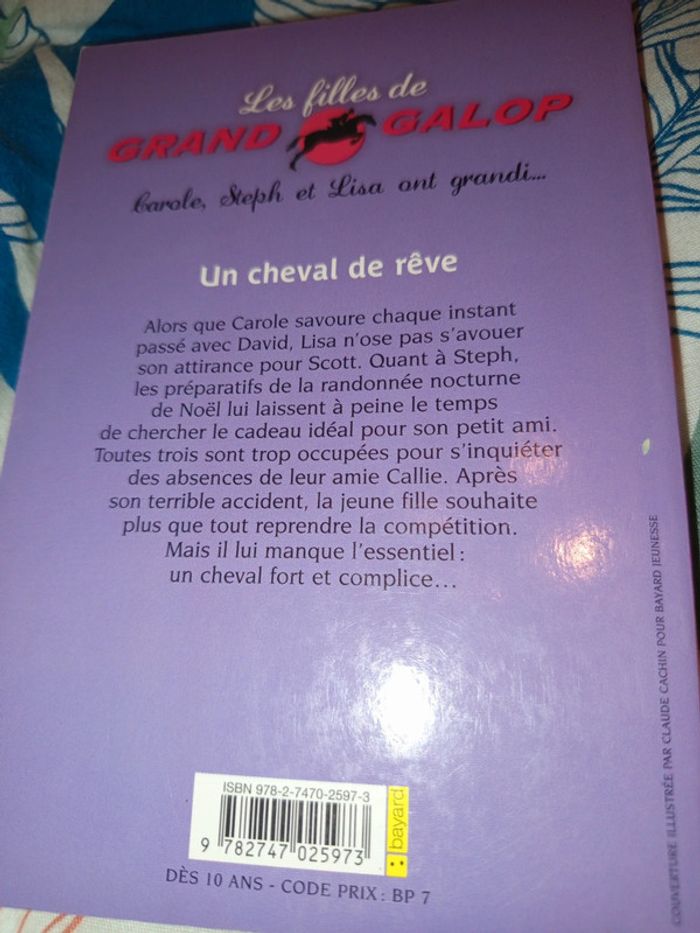 Les filles de
GRAND GALOP
Carole, Steph et Lisa ont grandi...
Un cheval de rêve
Alors que Carole savoure chaque instant
passé avec David, Lisa n'ose pas s'avouer
son attirance pour Scott. Quant à Steph,
les préparatifs de la randonnée nocturne
de Noël lui laissent à peine le temps
de chercher le cadeau idéal pour son petit ami.
Toutes trois sont trop occupées pour s'inquiéter
des absences de leur amie Callie. Après
son terrible accident, la jeune fille souhaite
plus que tout reprendre la compétition.
Mais il lui manque l'essentiel :
un cheval fort et complice...
COUVERTURE ILLUSTRÉE PAR CLAUDE CACHIN POUR BAYARD JEUNESSE
ISBN 978-2-7470-2597-3
9 782747 025973
bayard
DÈS 10 ANS - CODE PRIX : BP 7